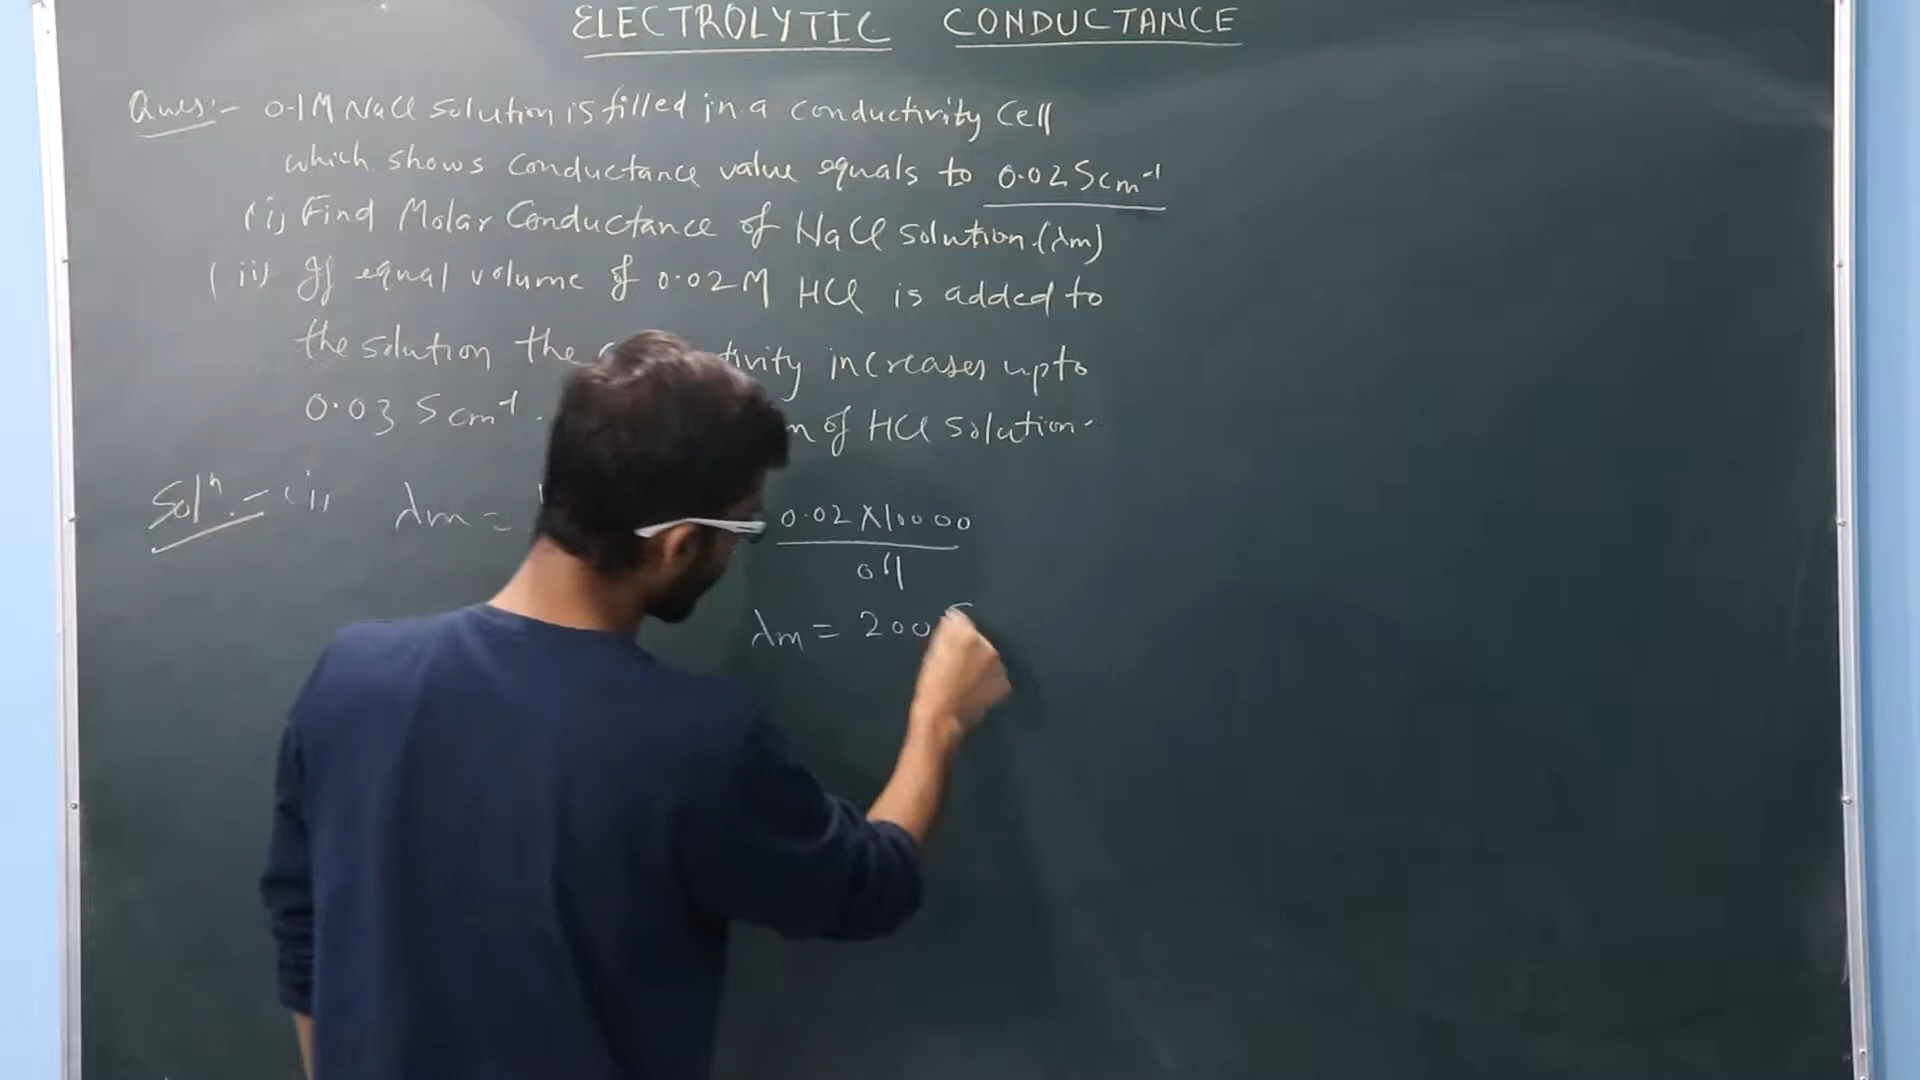 ELECTROLYTIC CONDUCTANCE
Ques:- 0.1M NaCl solution is filled in a conductivity cell
which shows conductance value equals to 0.02 S cm⁻¹
(i) Find Molar Conductance of NaCl solution.(λm)
(ii) If equal volume of 0.02M HCl is added to
the solution the increases upto
0.03 S cm⁻¹. of HCl solution.
Solⁿ:- (i) λm = 0.02 X10000
0.1
λm = 200